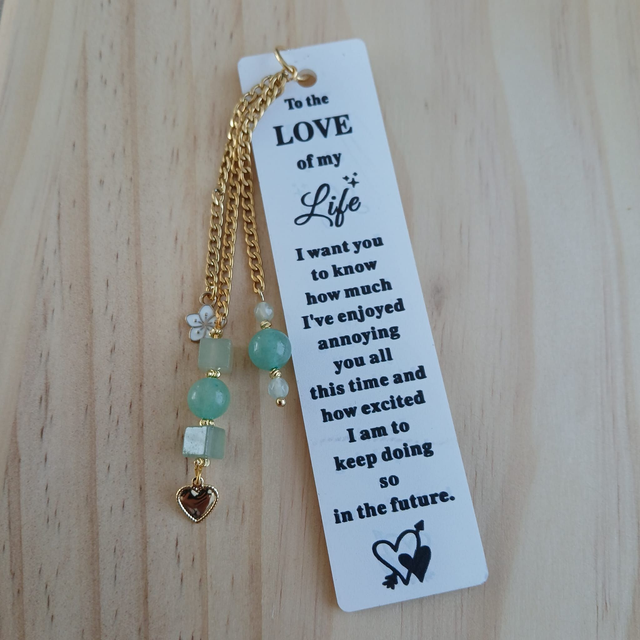 To the
LOVE
of my
Life
I want you
to know
how much
I've enjoyed
annoying
you all
this time and
how excited
I am to
keep doing
so
in the future.